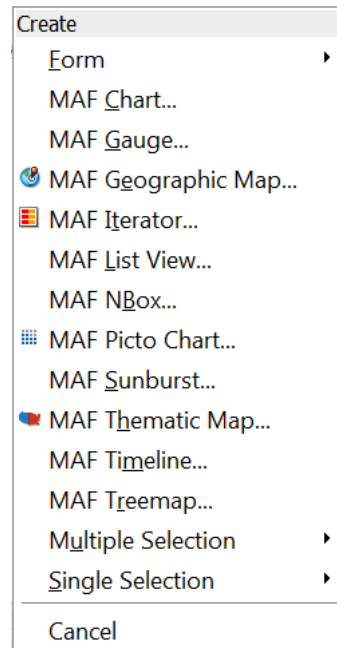 Create
Form
MAF Chart...
MAF Gauge...
MAF Geographic Map...
MAF Iterator...
MAF List View...
MAF NBox...
MAF Picto Chart...
MAF Sunburst...
MAF Thematic Map...
MAF Timeline...
MAF Treemap...
Multiple Selection
Single Selection
Cancel